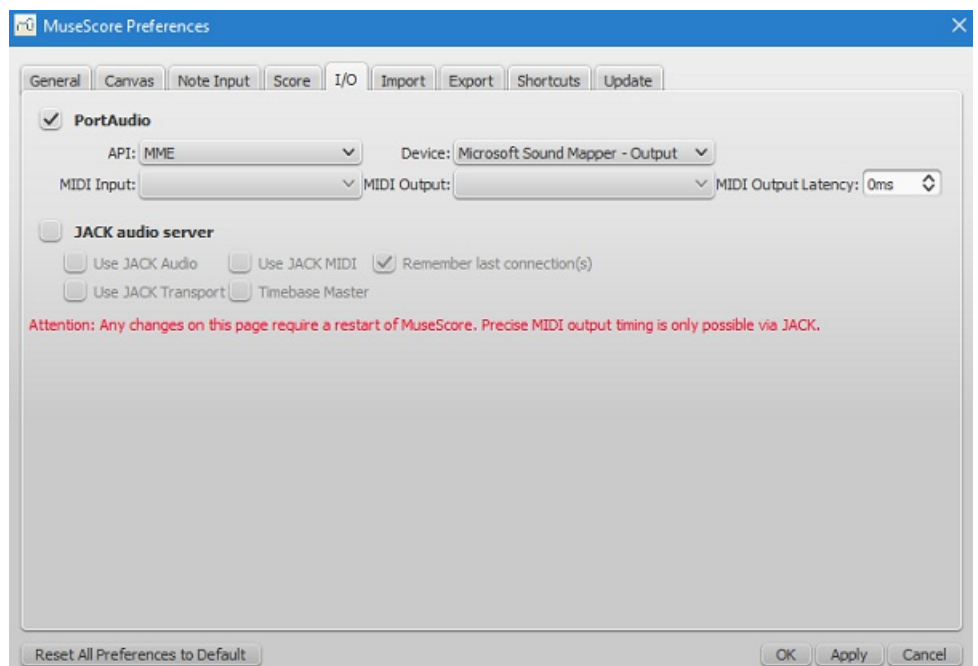 MuseScore Preferences
General Canvas Note Input Score I/O Import Export Shortcuts Update
PortAudio
API: MME Device: Microsoft Sound Mapper - Output
MIDI Input: MIDI Output: MIDI Output Latency: 0ms
JACK audio server
Use JACK Audio Use JACK MIDI Remember last connection(s)
Use JACK Transport Timebase Master
Attention: Any changes on this page require a restart of MuseScore. Precise MIDI output timing is only possible via JACK.
Reset All Preferences to Default OK Apply Cancel